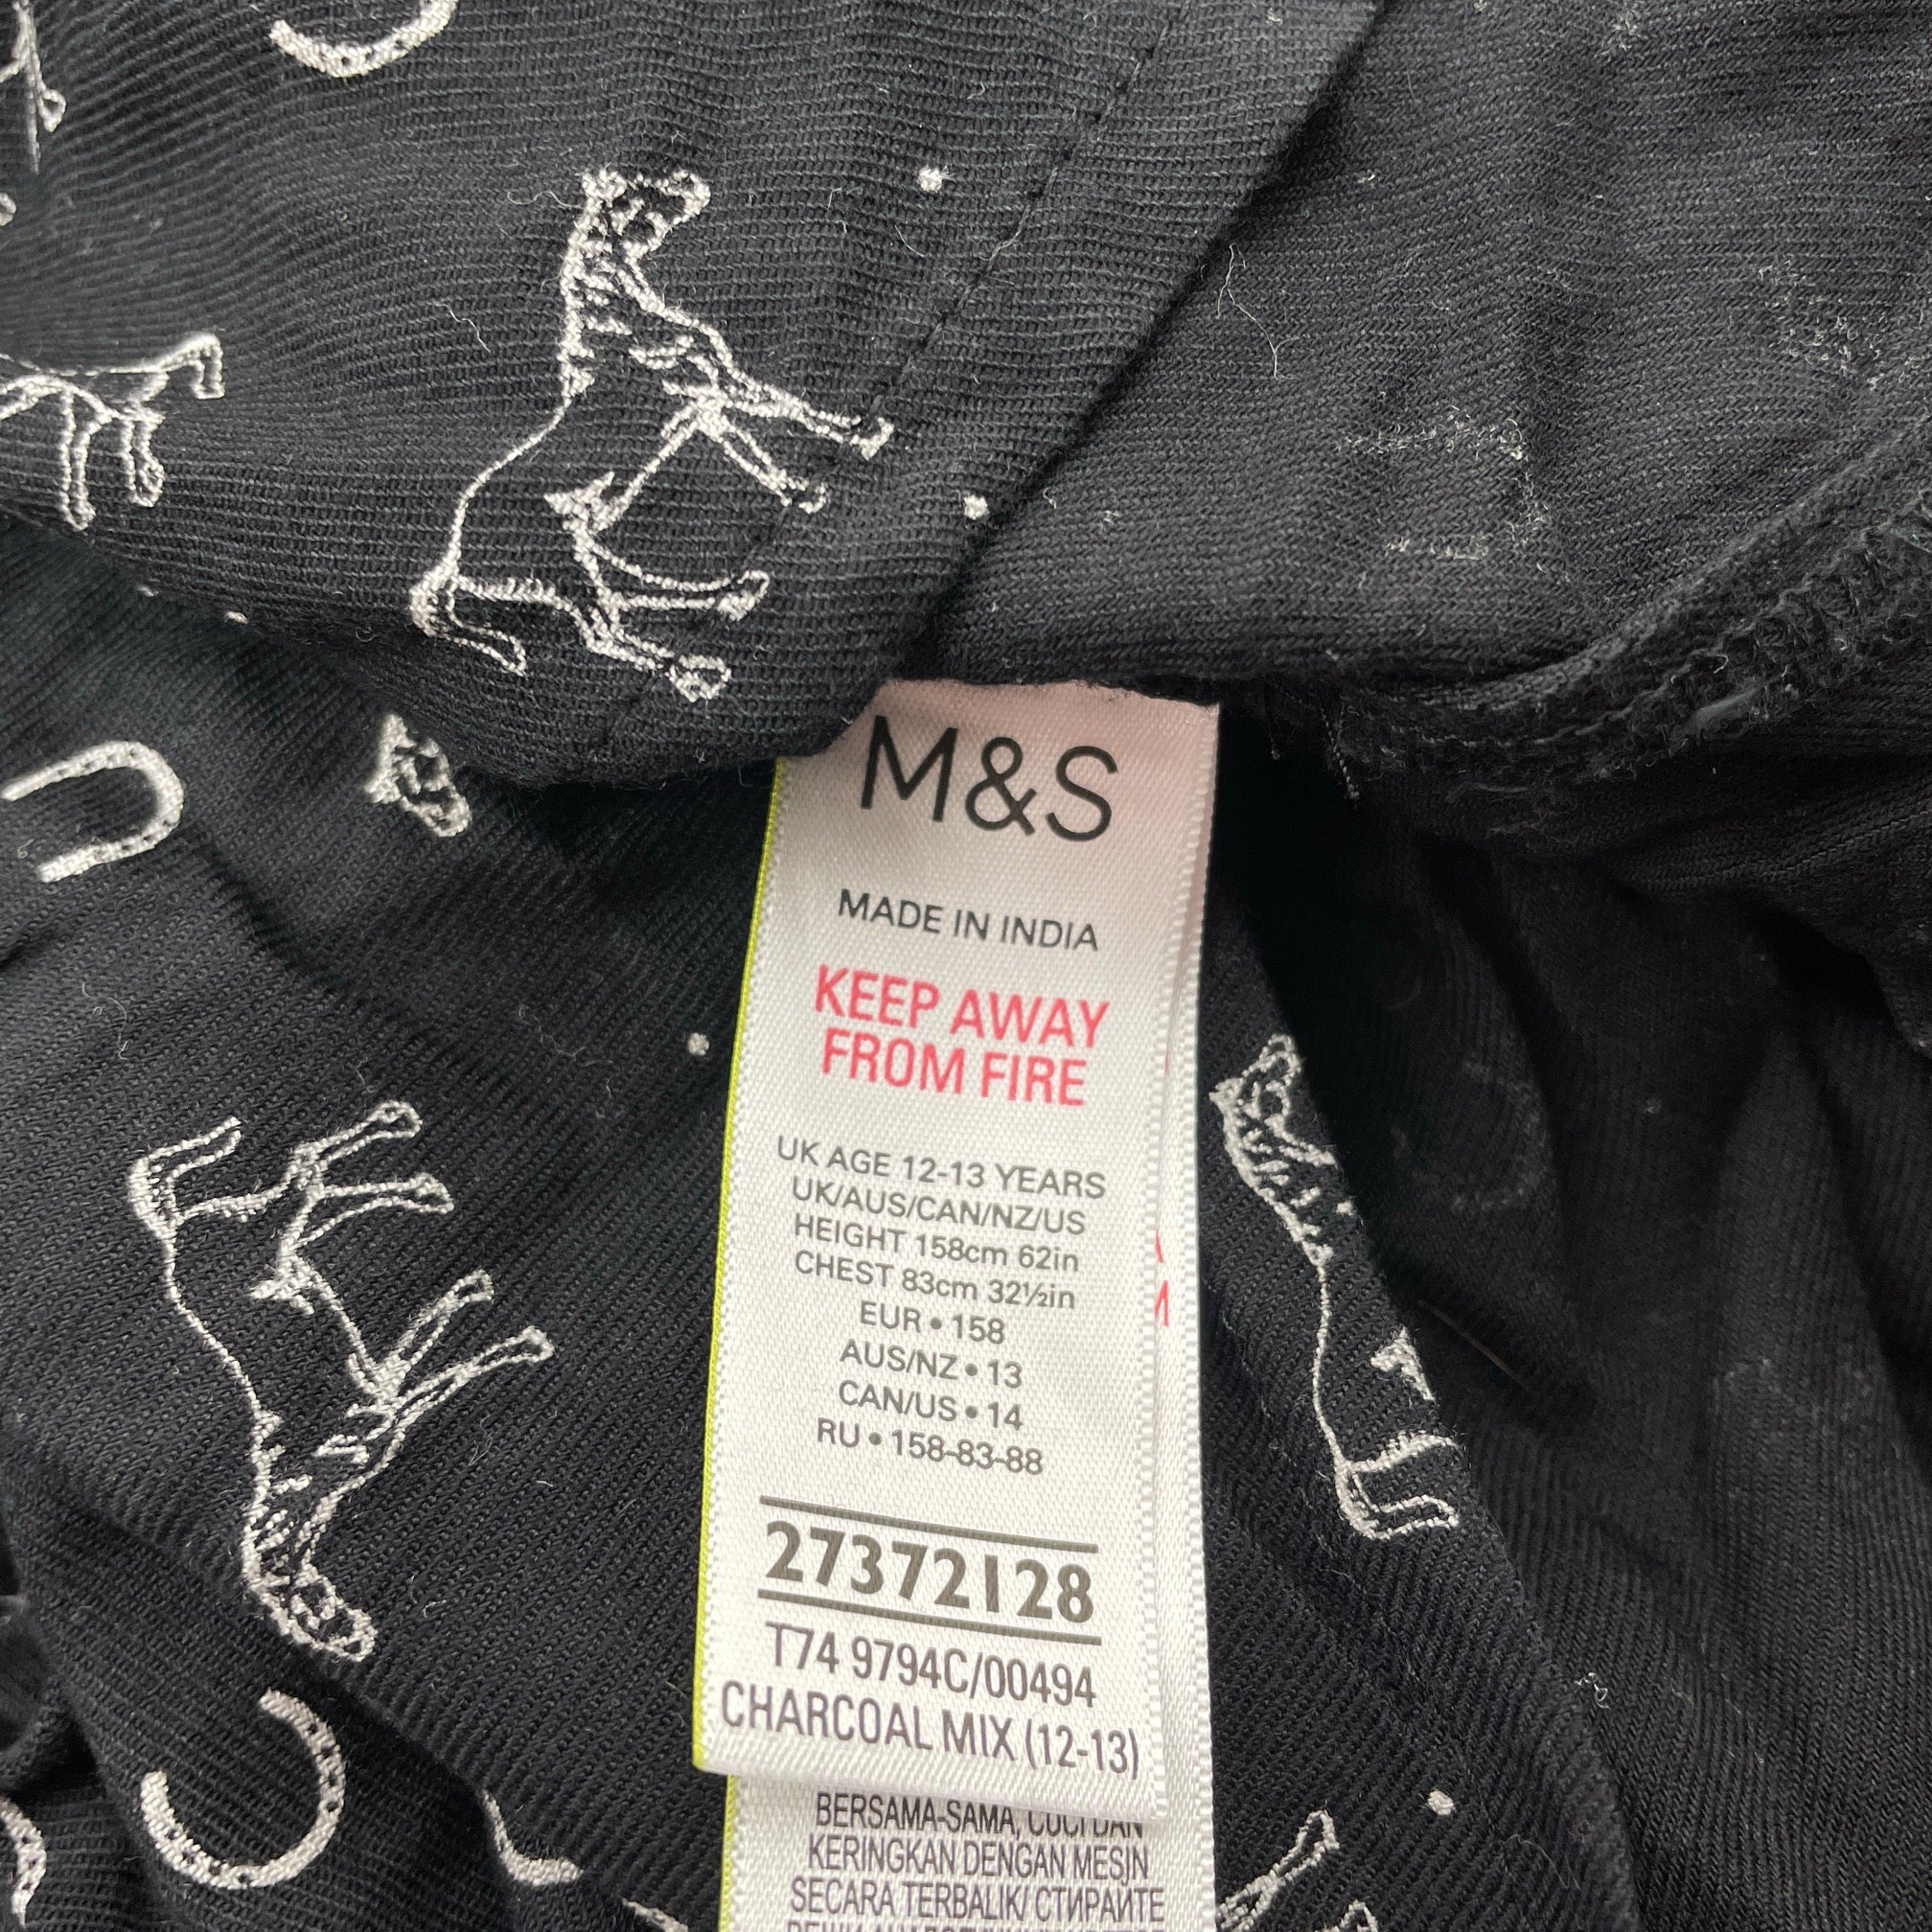 M&S
MADE IN INDIA
KEEP AWAY
FROM FIRE
UK AGE 12-13 YEARS
UK/AUS/CAN/NZ/US
HEIGHT 158cm 62in
CHEST 83cm 32½in
EUR • 158
AUS/NZ • 13
CAN/US • 14
RU • 158-83-88
27372128
T74 9794C/00494
CHARCOAL MIX (12-13)
BERSAMA-SAMA, CUCI DAN
KERINGKAN DENGAN MESIN
SECARA TERBALIK/ СТИРАЙТЕ